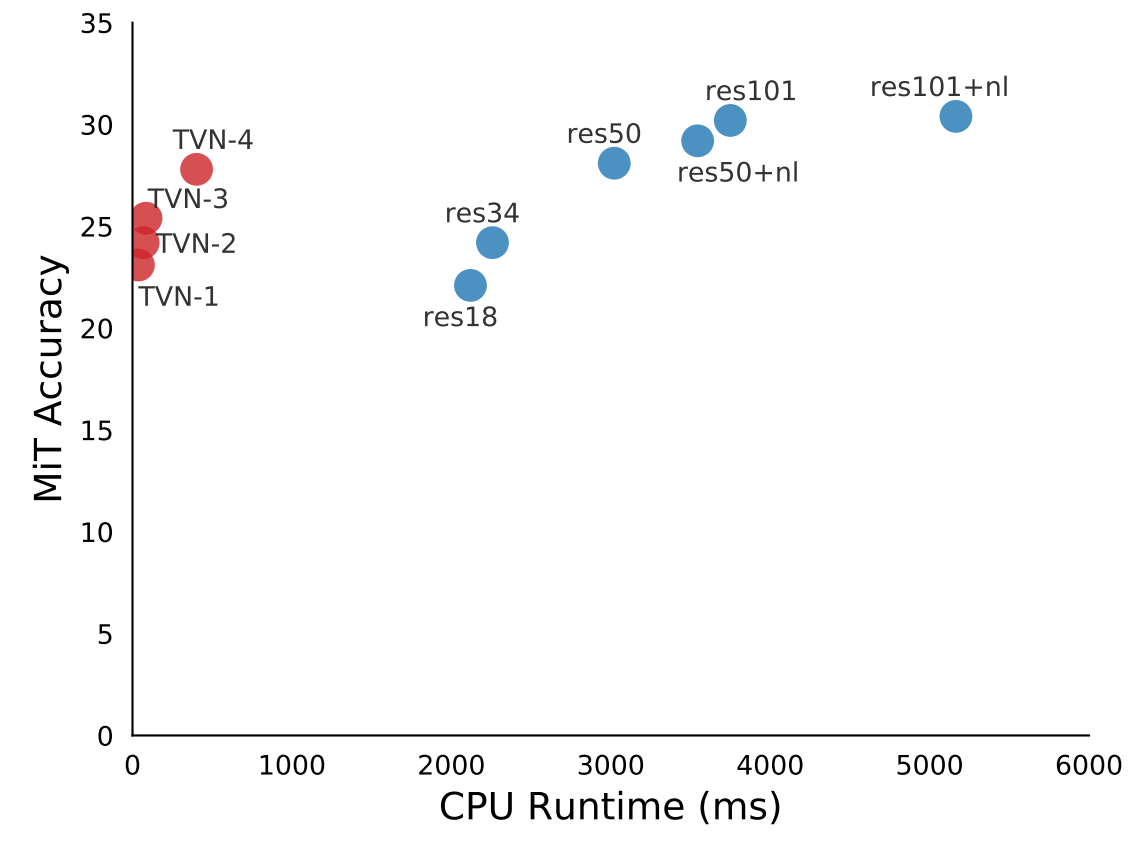 35
30
25
20
15
10
5
0
MiT Accuracy
TVN-4
TVN-3
TVN-2
TVN-1
res18
res34
res50
res50+nl
res101
res101+nl
0 1000 2000 3000 4000 5000 6000
CPU Runtime (ms)